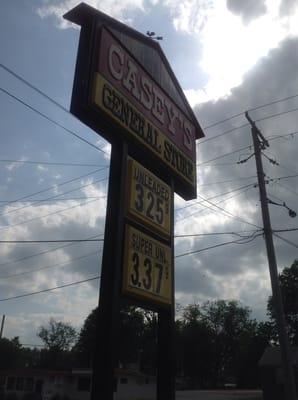 CASEY'S
GENERAL STORE
UNLEADED
3.25
SUPER UNL.
3.37